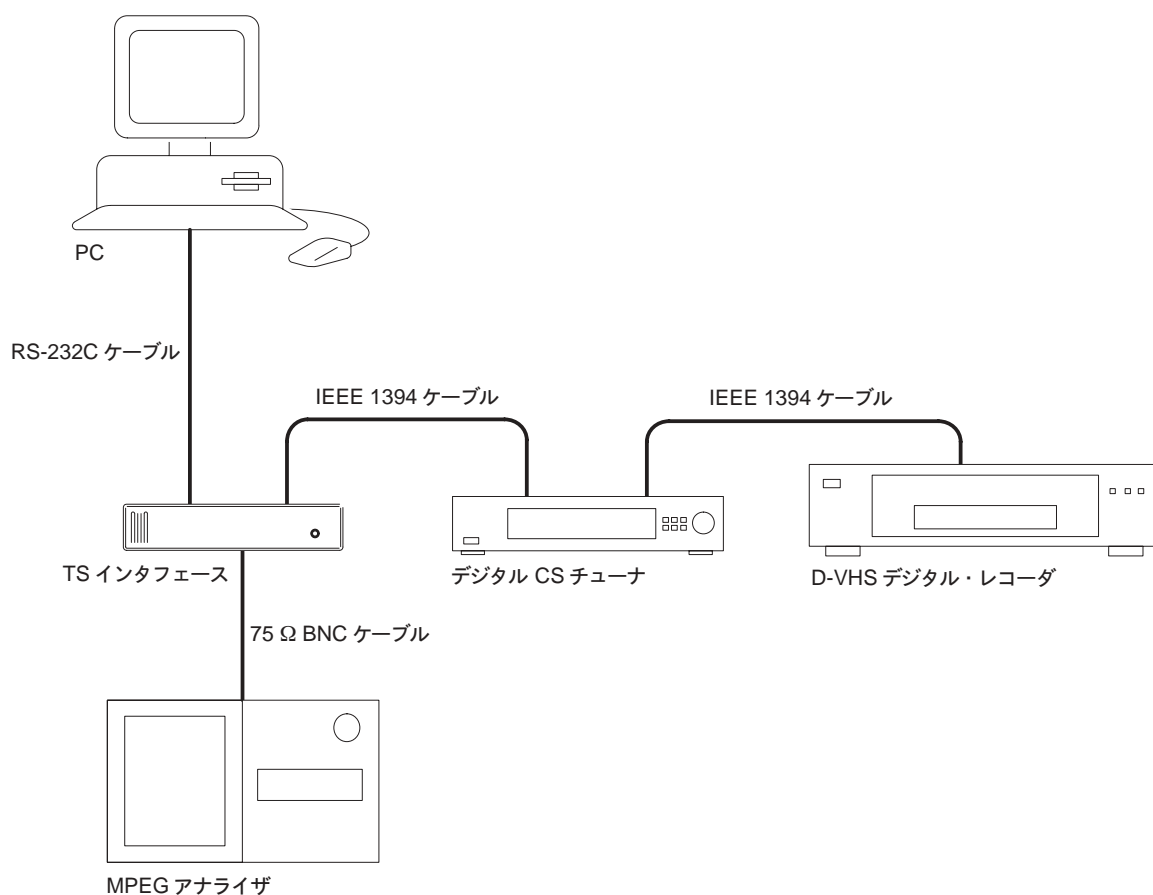 PC
RS-232C ケーブル
IEEE 1394 ケーブル
IEEE 1394 ケーブル
TS インタフェース
デジタル CS チューナ
D-VHS デジタル・レコーダ
75 Ω BNC ケーブル
MPEG アナライザ